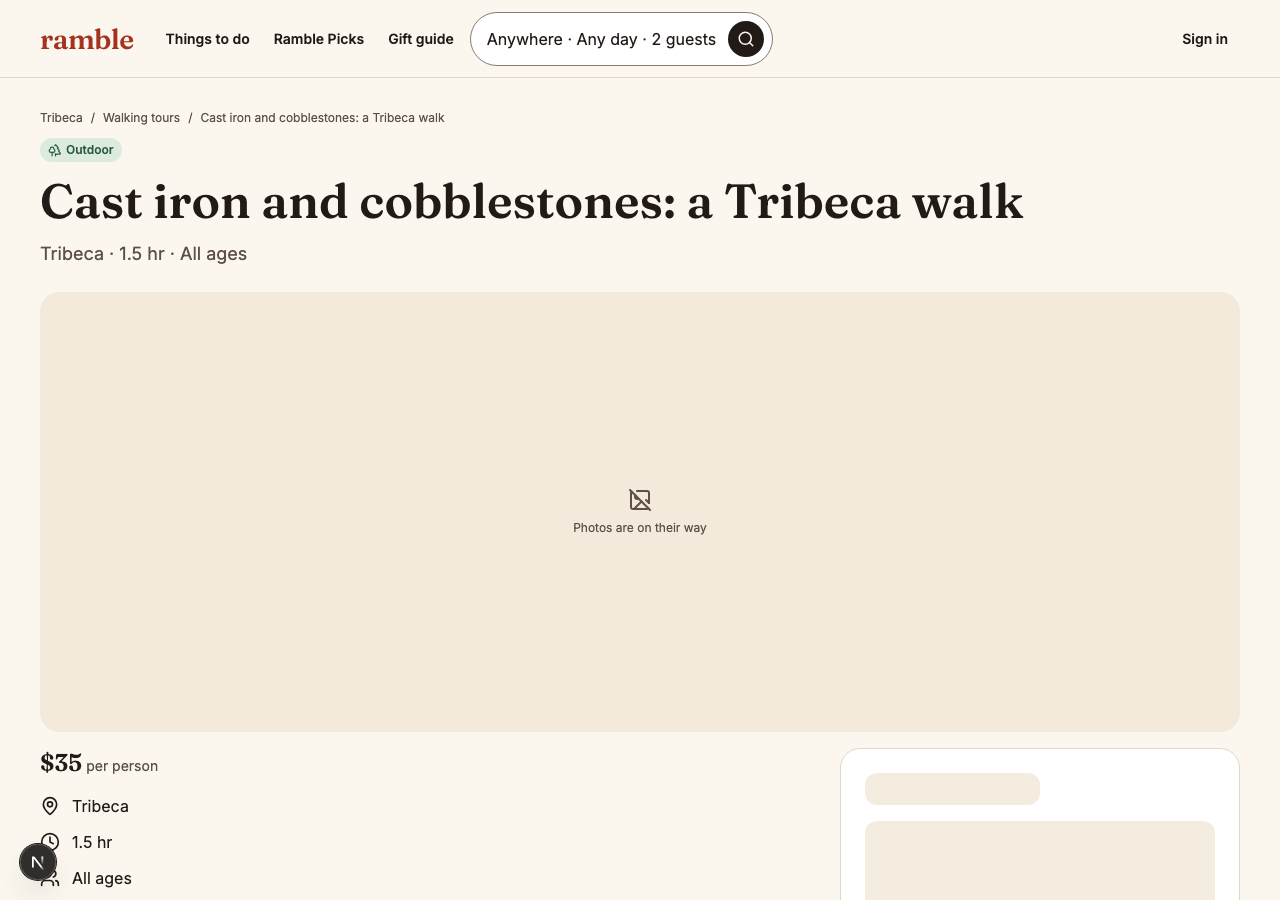 ramble
Things to do
Ramble Picks
Gift guide
Anywhere · Any day · 2 guests
Sign in
Tribeca / Walking tours / Cast iron and cobblestones: a Tribeca walk
Outdoor
Cast iron and cobblestones: a Tribeca walk
Tribeca · 1.5 hr · All ages
Photos are on their way
$35 per person
Tribeca
1.5 hr
N
All ages